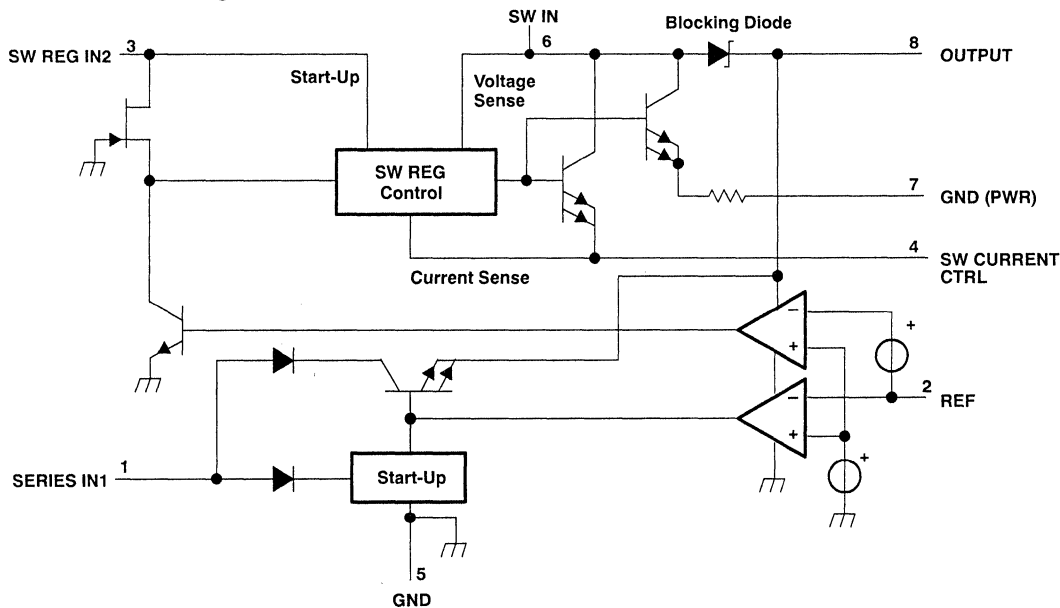 SW IN
Blocking Diode
SW REG IN2
3
6
8
OUTPUT
Start-Up
Voltage
Sense
SW REG
Control
7
GND (PWR)
4
SW CURRENT
CTRL
Current Sense
−
+
+
2
REF
−
+
+
SERIES IN1
1
Start-Up
5
GND